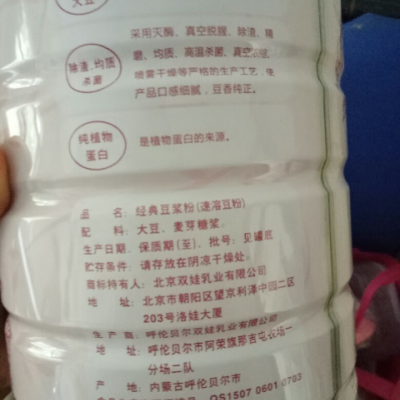 大豆
采用灭酶、真空脱腥、除渣、精
除渣、均质
杀菌
磨、均质、高温杀菌、真空浓缩
喷雾干燥等严格的生产工艺，使
产品口感细腻，豆香纯正。
纯植物
蛋白
是植物蛋白的来源。
品 名：经典豆浆粉(速溶豆粉)
配 料：大豆、麦芽糖浆。
生产日期、保质期(至)、批号：见罐底
贮存条件：请存放在阴凉干燥处。
商标持有人：北京双娃乳业有限公司
地 址：北京市朝阳区望京利泽中园二区
203号洛娃大厦
生 产 商：呼伦贝尔双娃乳业有限公司
地 址：呼伦贝尔市阿荣旗那吉屯农场一
分场二队
产 地：内蒙古呼伦贝尔市
QS1507 0601 0703